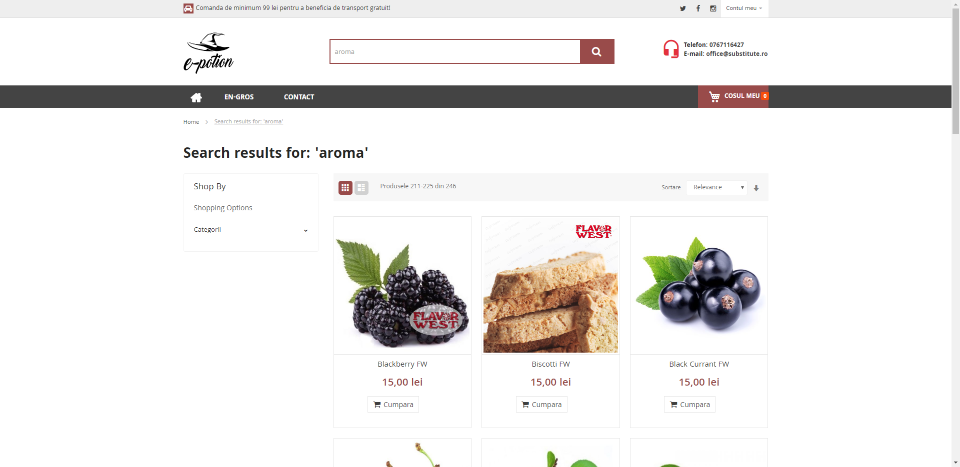 Comanda de minimum 99 lei pentru a beneficia de transport gratuit!
Contul meu
e-potion
aroma
Telefon: 0767116427
E-mail: office@substitute.ro
EN-GROS
CONTACT
COSUL MEU 0
Home > Search results for: 'aroma'
Search results for: 'aroma'
Shop By
Shopping Options
Categorii
Produsele 211-225 din 246
Sortare Relevance
FLAVOR WEST
FLAVOR WEST
Blackberry FW
15,00 lei
Cumpara
Biscotti FW
15,00 lei
Cumpara
Black Currant FW
15,00 lei
Cumpara